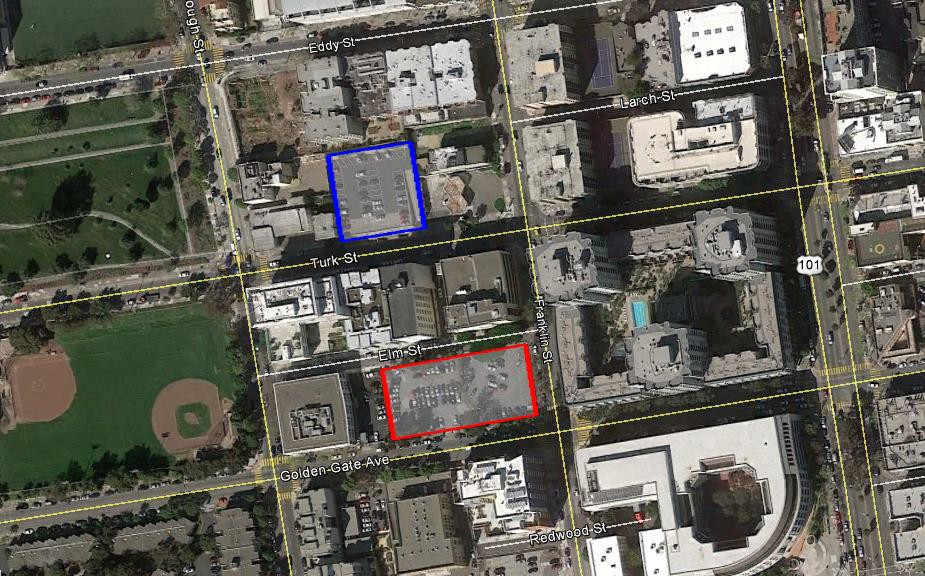 ough St
Eddy St
Larch St
Turk St
101
Franklin St
Elm St
Golden Gate Ave
Redwood St